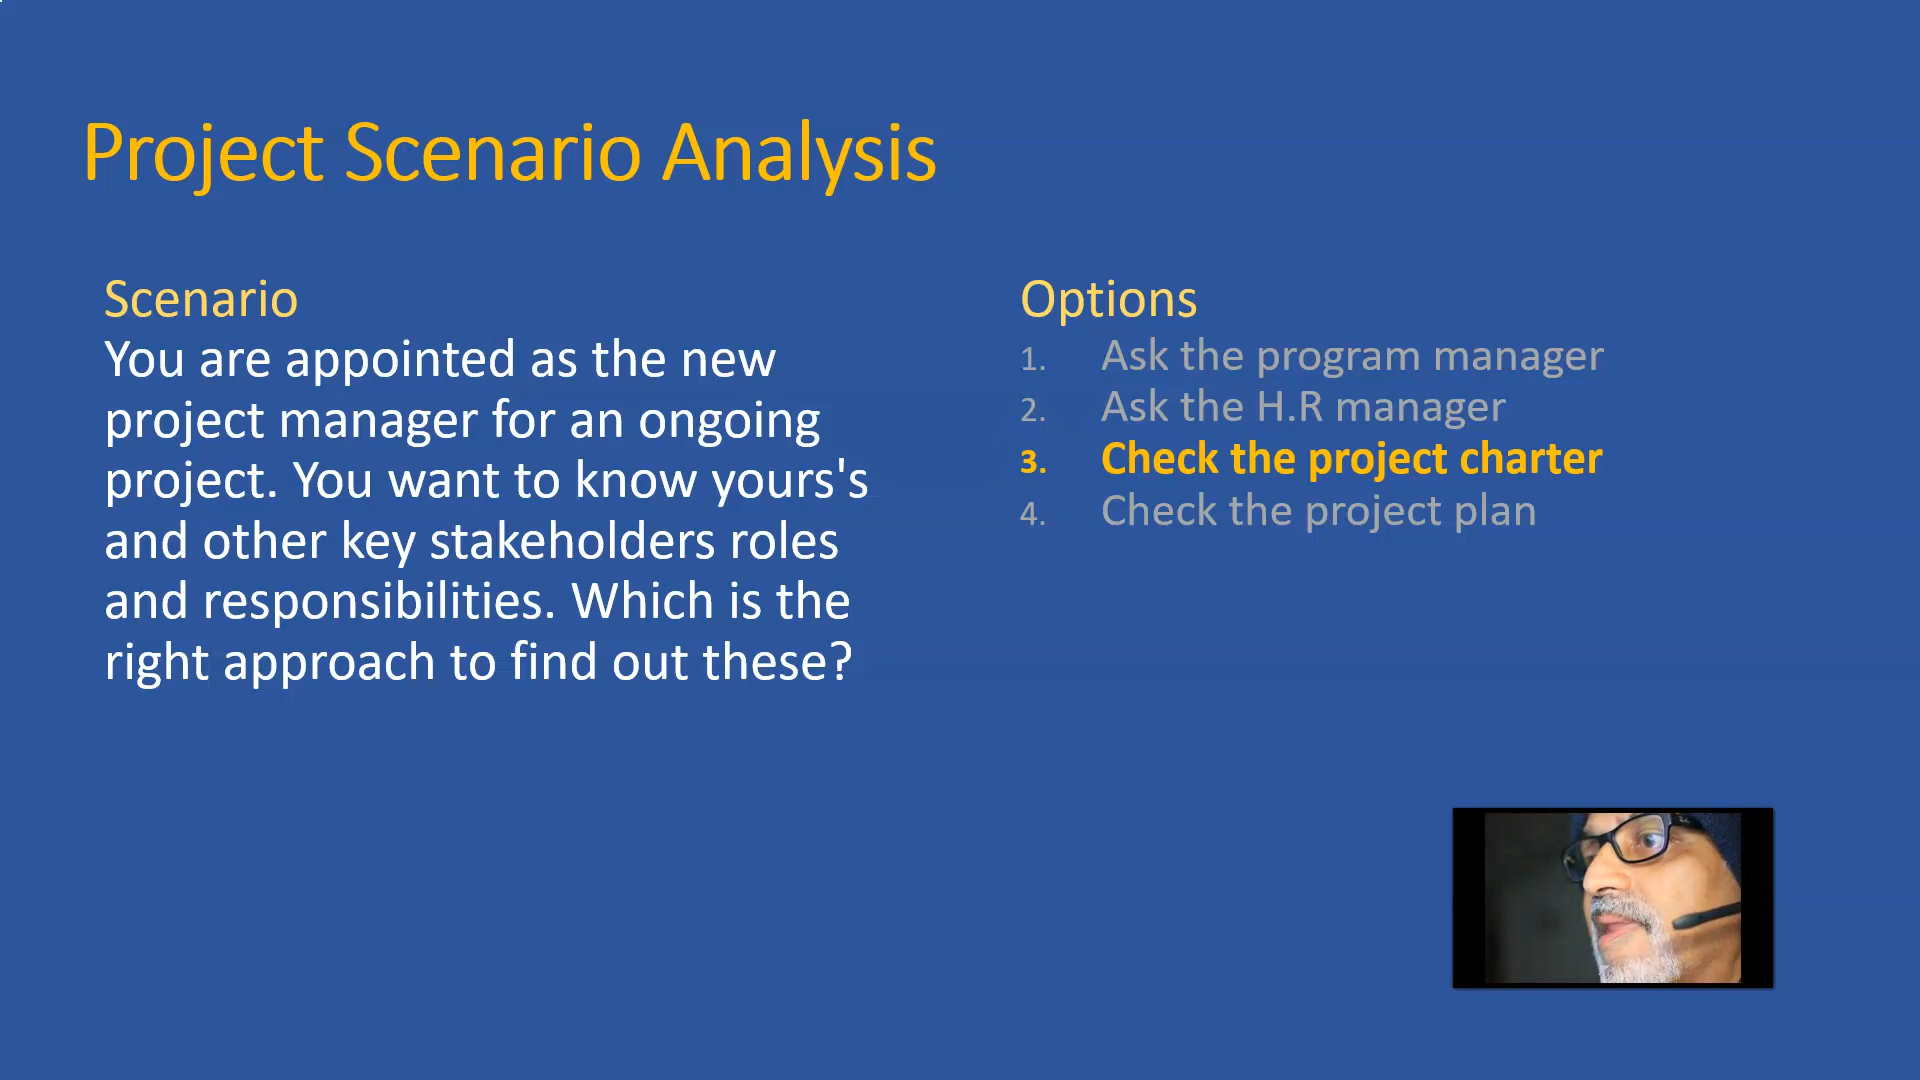 Project Scenario Analysis
Scenario
You are appointed as the new
project manager for an ongoing
project. You want to know yours's
and other key stakeholders roles
and responsibilities. Which is the
right approach to find out these?
Options
1. Ask the program manager
2. Ask the H.R manager
3. Check the project charter
4. Check the project plan